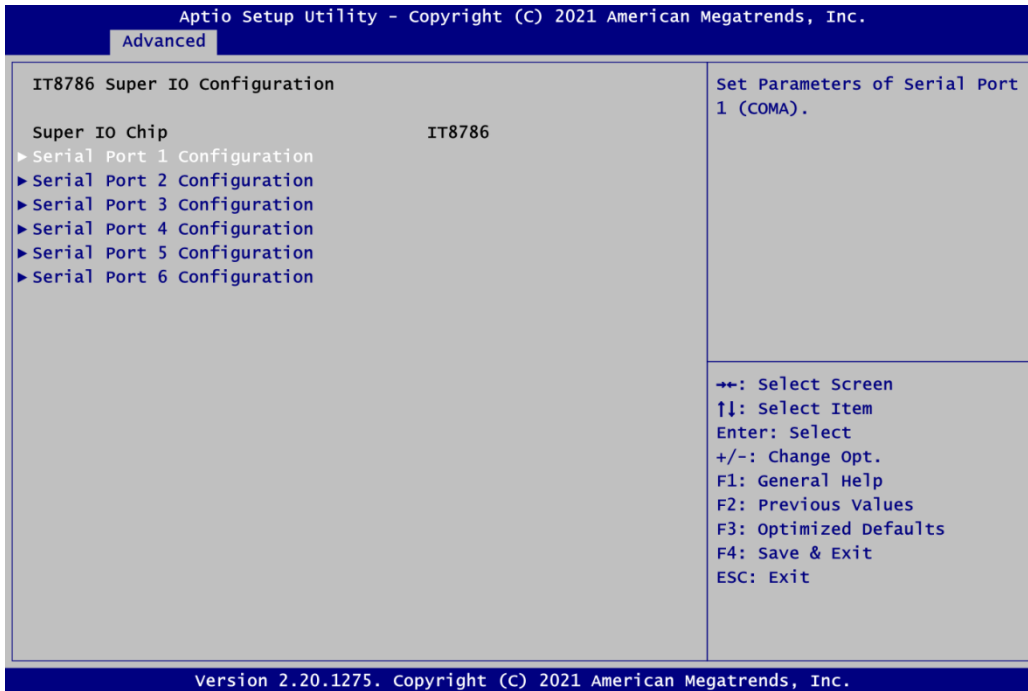 Aptio Setup Utility - Copyright (C) 2021 American Megatrends, Inc.
Advanced
IT8786 Super IO Configuration
Super IO Chip IT8786
▶Serial Port 1 Configuration
▶Serial Port 2 Configuration
▶Serial Port 3 Configuration
▶Serial Port 4 Configuration
▶Serial Port 5 Configuration
▶Serial Port 6 Configuration
Set Parameters of Serial Port
1 (COMA).
→←: Select Screen
↑↓: Select Item
Enter: Select
+/-: Change Opt.
F1: General Help
F2: Previous Values
F3: Optimized Defaults
F4: Save & Exit
ESC: Exit
Version 2.20.1275. Copyright (C) 2021 American Megatrends, Inc.